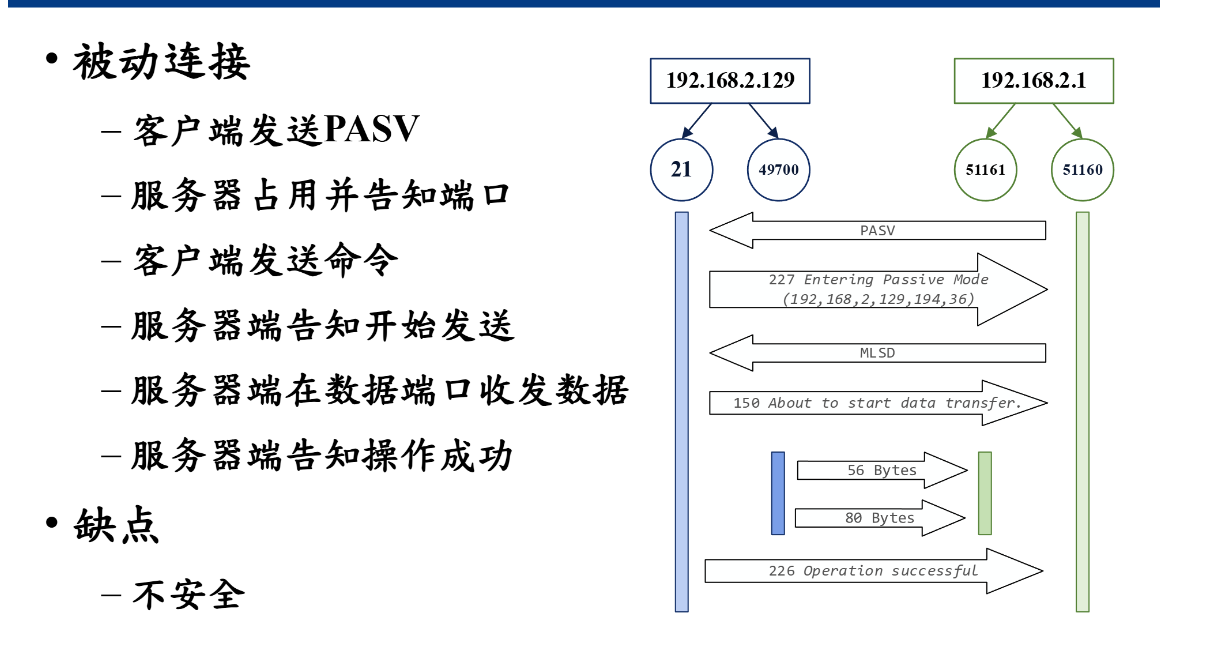 • 被动连接
– 客户端发送PASV
– 服务器占用并告知端口
– 客户端发送命令
– 服务器端告知开始发送
– 服务器端在数据端口收发数据
– 服务器端告知操作成功
• 缺点
– 不安全
192.168.2.129
192.168.2.1
21
49700
51161
51160
PASV
227 Entering Passive Mode
(192,168,2,129,194,36)
MLSD
150 About to start data transfer.
56 Bytes
80 Bytes
226 Operation successful